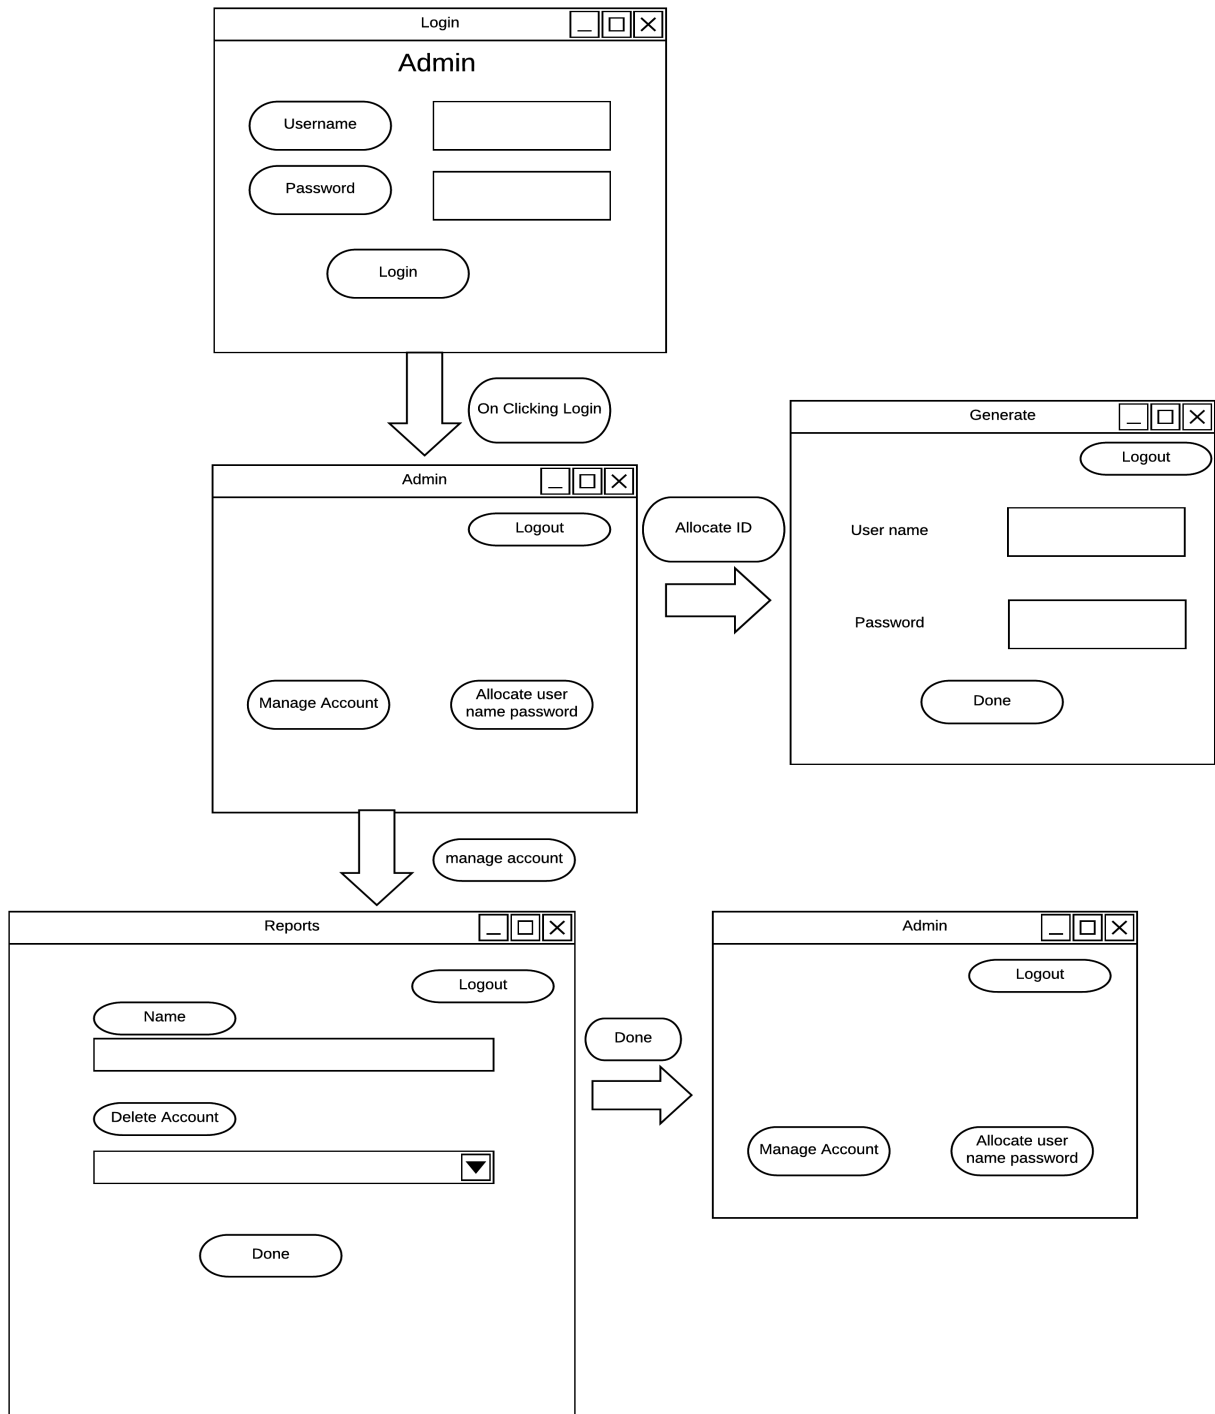 Login
Admin
Username
Password
Login
On Clicking Login
Admin
Logout
Manage Account
Allocate user
name password
Allocate ID
Generate
Logout
User name
Password
Done
manage account
Reports
Logout
Name
Delete Account
Done
Done
Admin
Logout
Manage Account
Allocate user
name password